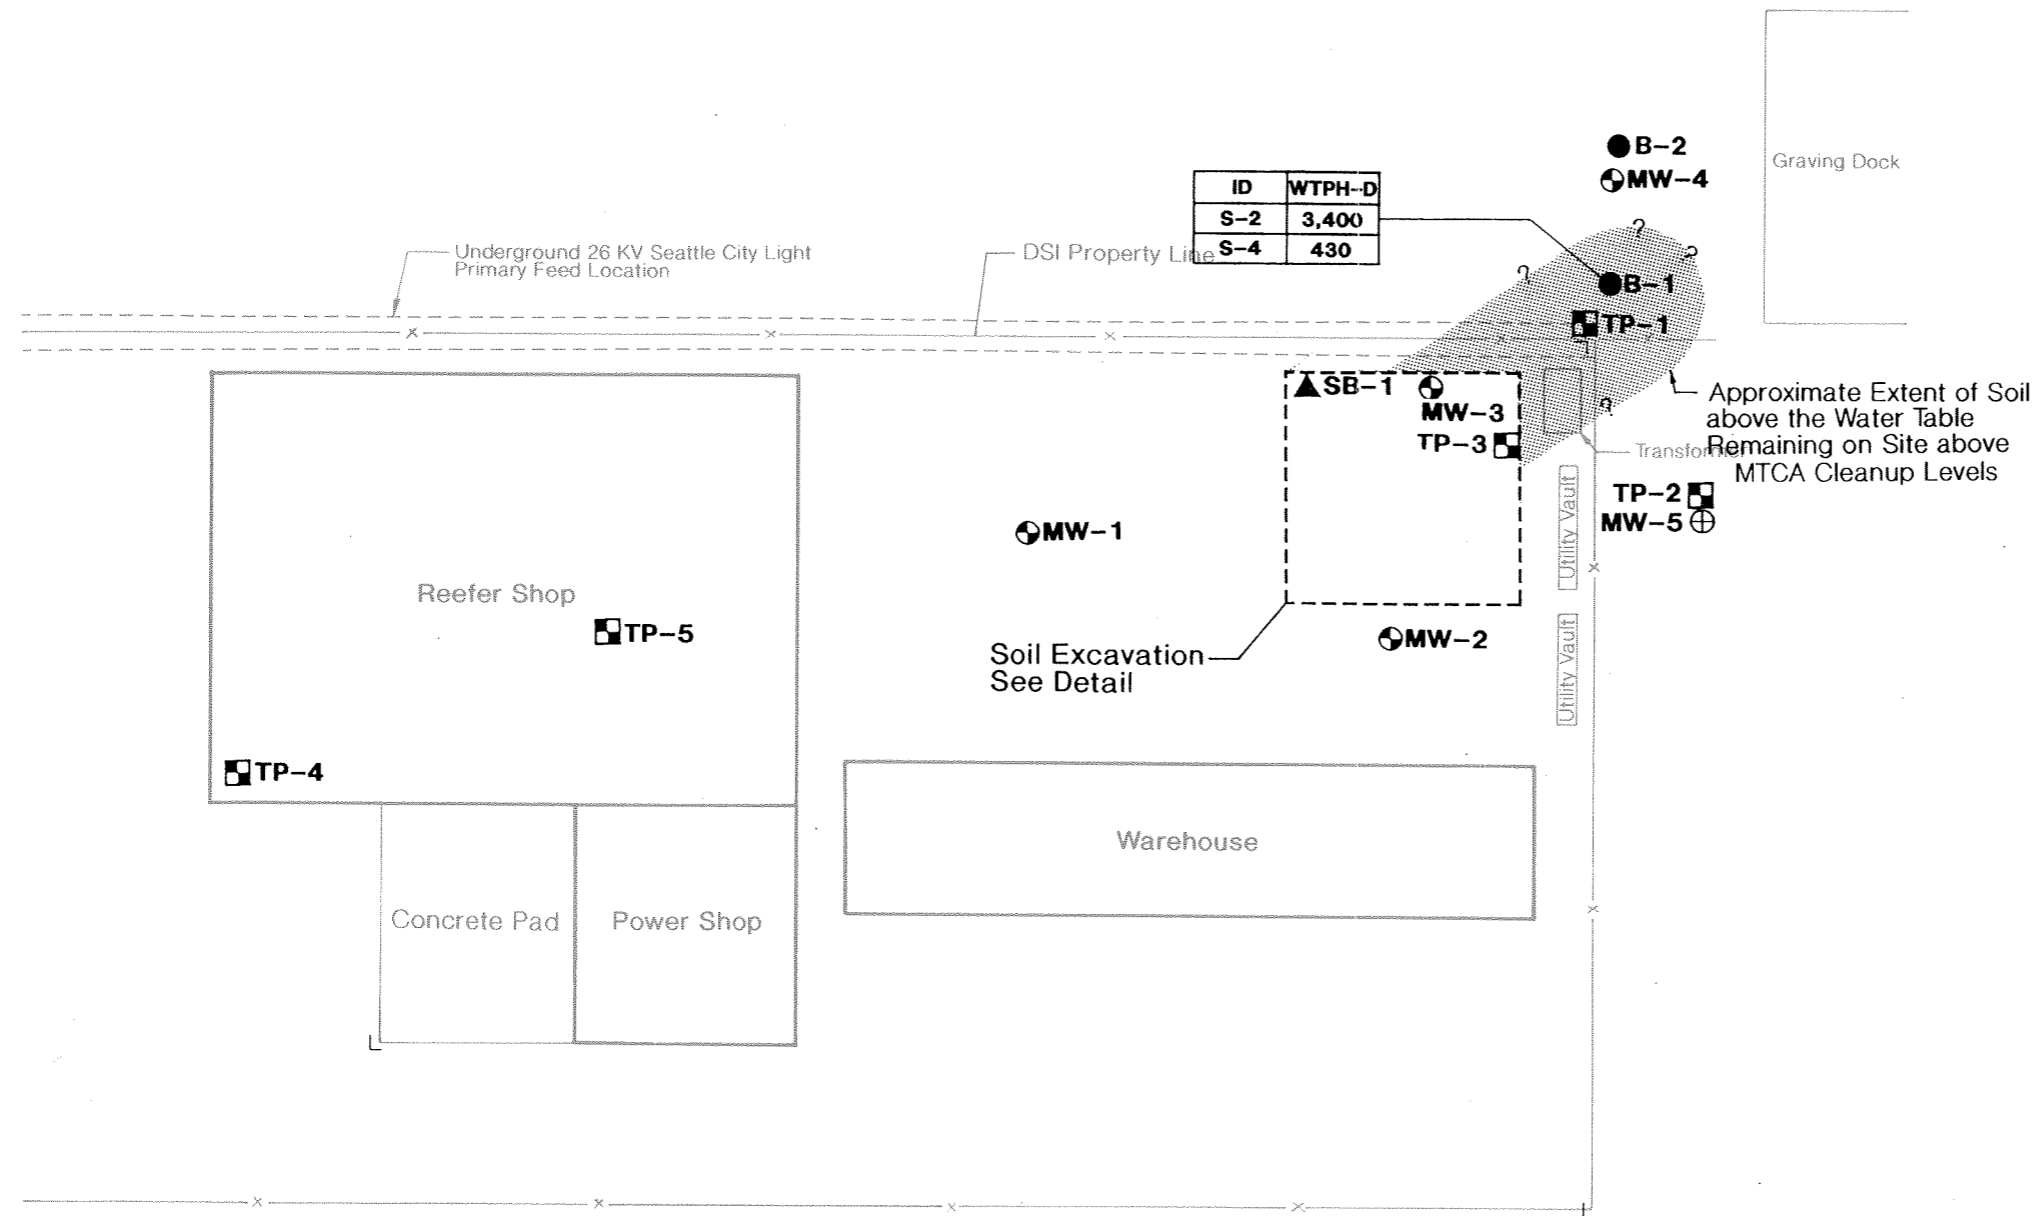 B-2
MW-4
Graving Dock
ID WTPH-D
S-2 3,400
S-4 430
Underground 26 KV Seattle City Light
Primary Feed Location
DSI Property Line
?
?
?
B-1
TP-1
?
?
SB-1
MW-3
TP-3
Approximate Extent of Soil
above the Water Table
Remaining on Site above
MTCA Cleanup Levels
Transformer
TP-2
MW-5
Utility Vault
MW-1
Reefer Shop
TP-5
MW-2
Soil Excavation
See Detail
Utility Vault
TP-4
Warehouse
Concrete Pad
Power Shop